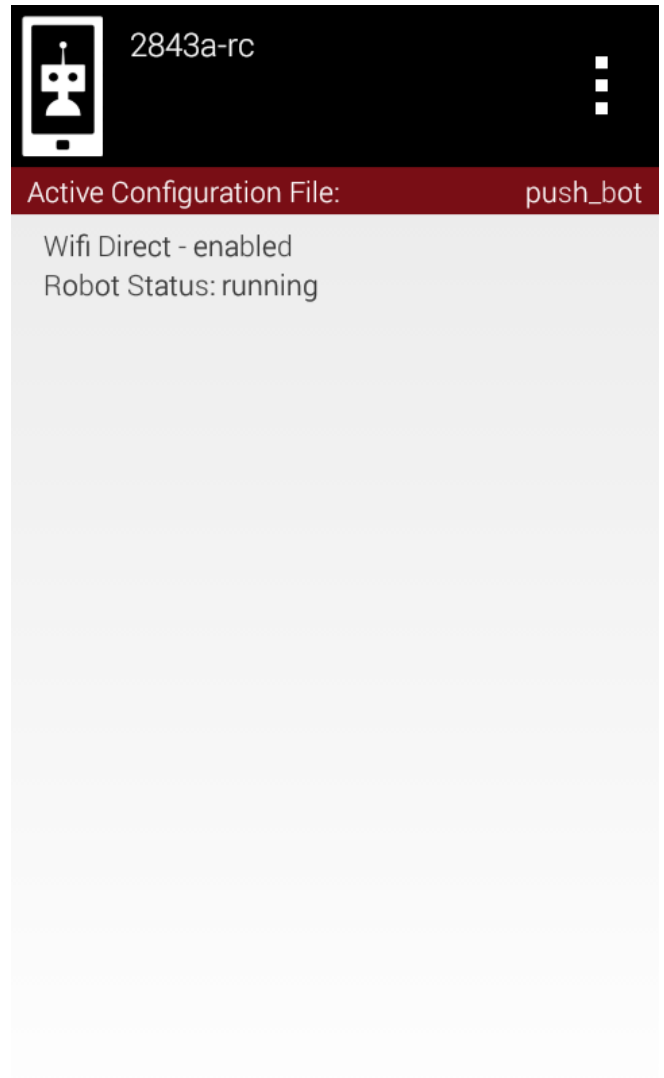 2843a-rc
Active Configuration File: push_bot
Wifi Direct - enabled
Robot Status: running